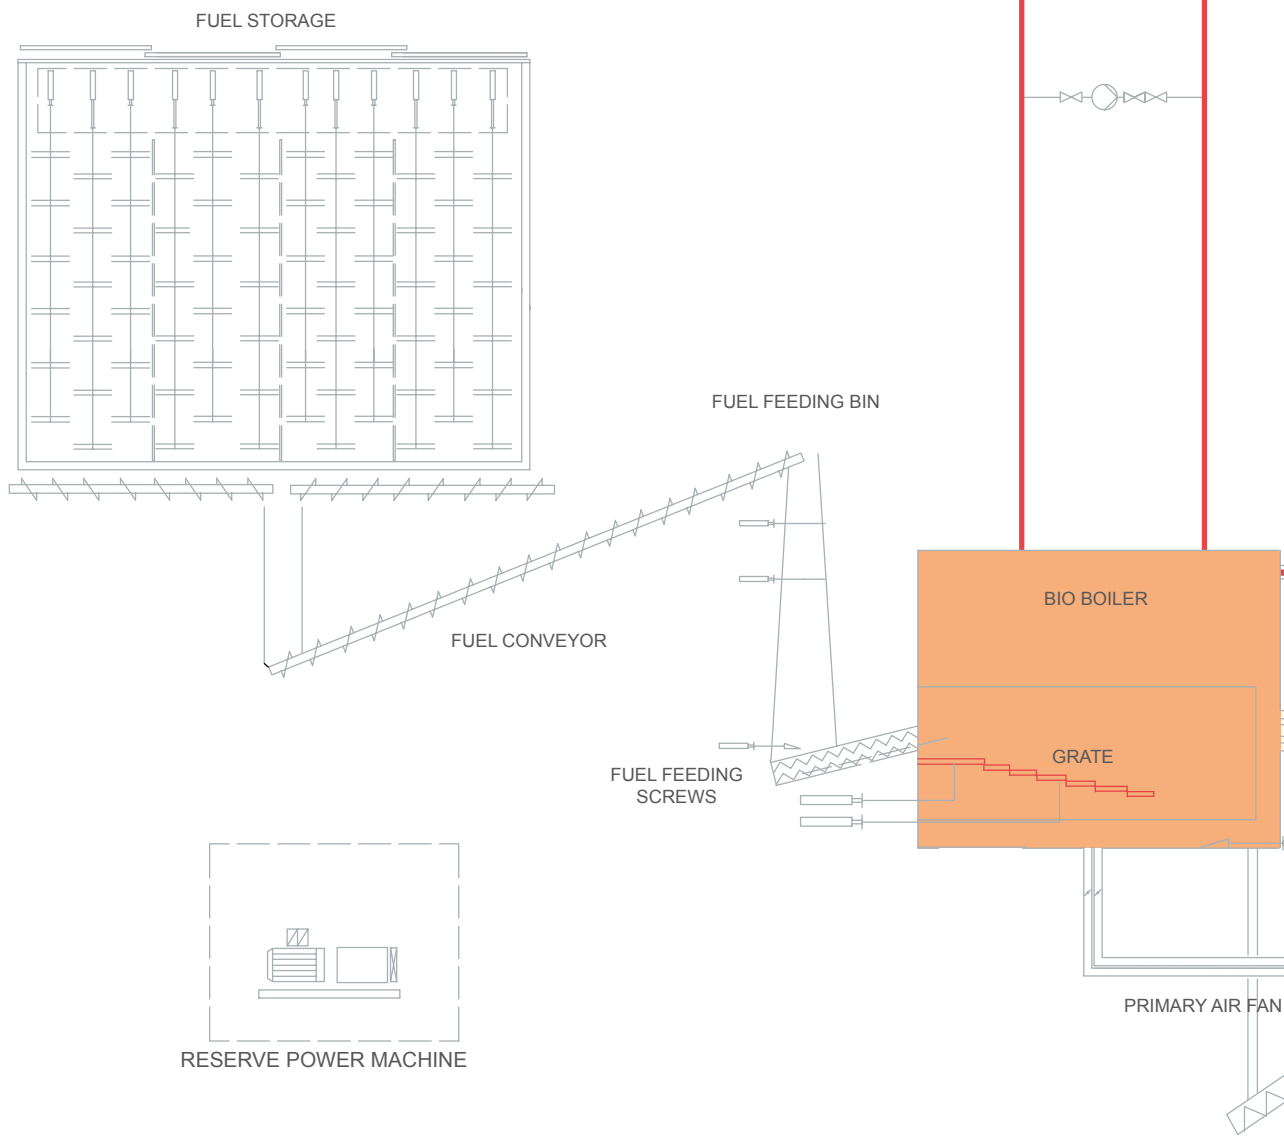 FUEL STORAGE
FUEL FEEDING BIN
BIO BOILER
FUEL CONVEYOR
GRATE
FUEL FEEDING
SCREWS
PRIMARY AIR FAN
RESERVE POWER MACHINE